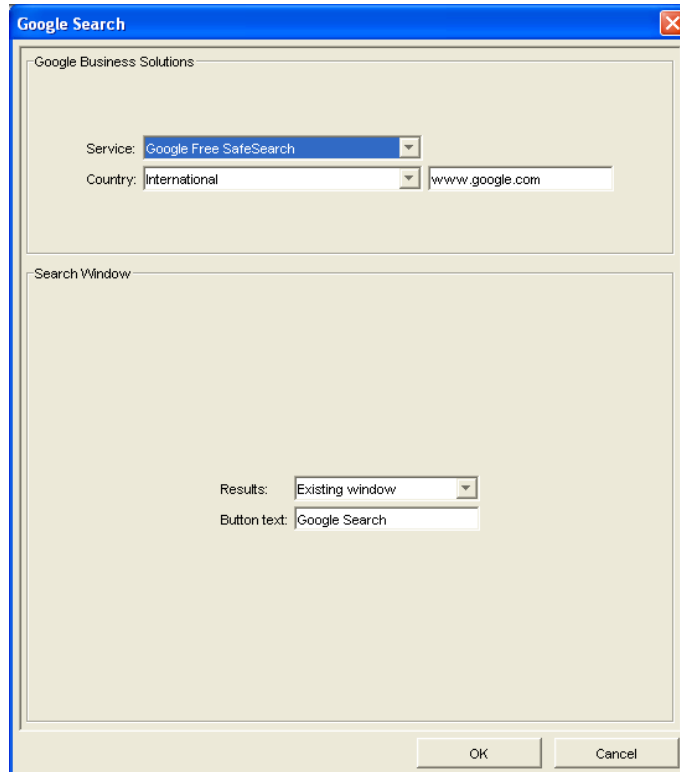 Google Search
Google Business Solutions
Service: Google Free SafeSearch
Country: International www.google.com
Search Window
Results: Existing window
Button text: Google Search
OK Cancel